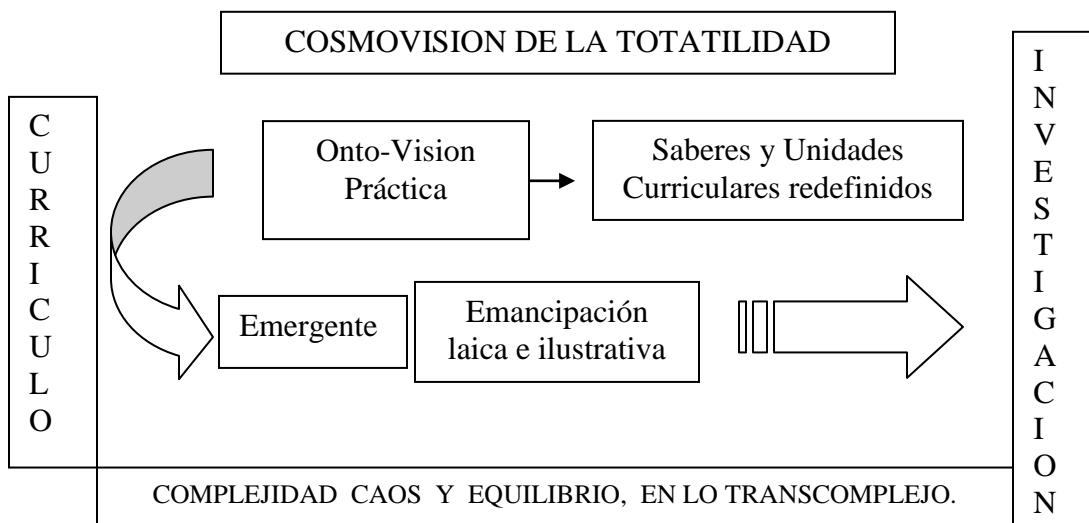 COSMOVISION DE LA TOTATILIDAD
CURRICULO
Onto-Vision
Práctica
Saberes y Unidades
Curriculares redefinidos
Emergente
Emancipación
laica e ilustrativa
INVESTIGACION
COMPLEJIDAD CAOS Y EQUILIBRIO, EN LO TRANSCOMPLEJO.